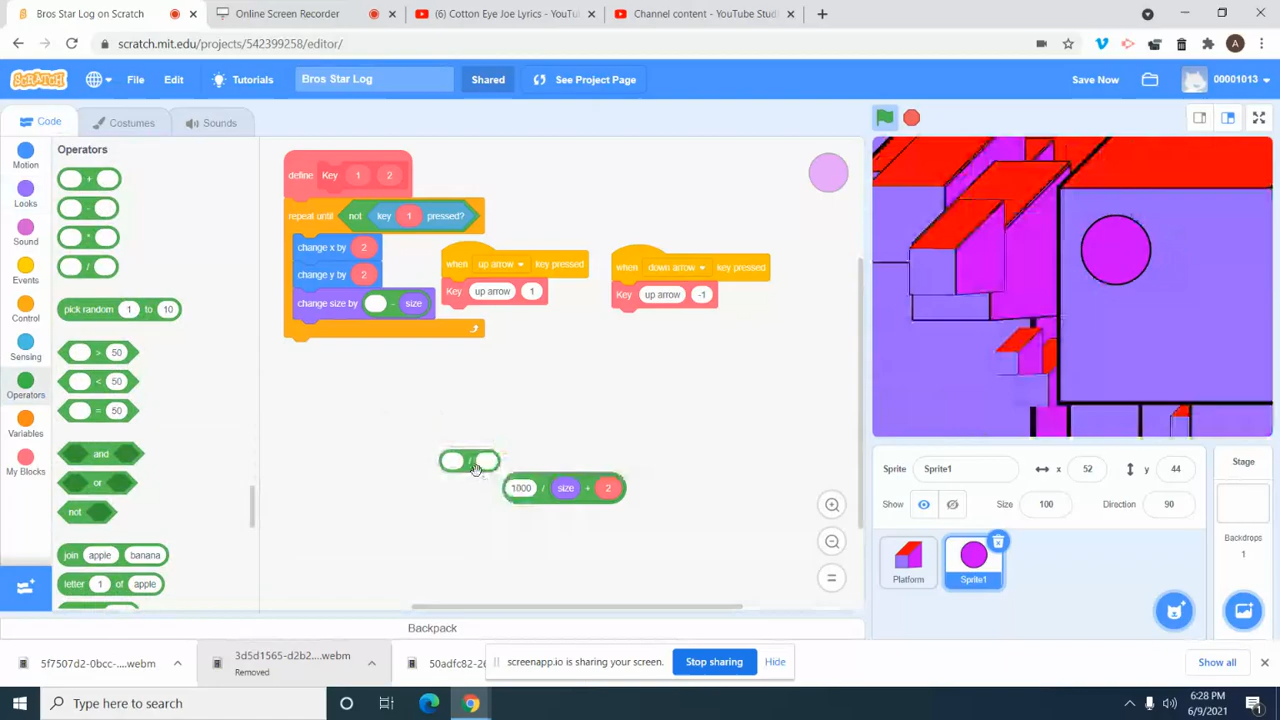 Bros Star Log on Scratch
Online Screen Recorder
(6) Cotton Eye Joe Lyrics - YouTu
Channel content - YouTube Studi
scratch.mit.edu/projects/542399258/editor/
A
SCRATCH
File
Edit
Tutorials
Bros Star Log
Shared
See Project Page
Save Now
00001013
Code
Costumes
Sounds
Motion
Looks
Sound
Events
Control
Sensing
Operators
Variables
My Blocks
Operators
+
-
*
/
pick random 1 to 10
> 50
< 50
= 50
and
or
not
join apple banana
letter 1 of apple
define Key 1 2
repeat until not key 1 pressed?
change x by 2
change y by 2
change size by - size
when up arrow key pressed
Key up arrow 1
when down arrow key pressed
Key up arrow -1
/
1000 / size + 2
Sprite Sprite1 x 52 y 44
Show Size 100 Direction 90
Platform
Sprite1
Stage
Backdrops
1
Backpack
5f7507d2-0bcc-....webm
3d5d1565-d2b2....webm
Removed
50adfc82-26
screenapp.io is sharing your screen.
Stop sharing
Hide
Show all
Type here to search
6:28 PM
6/9/2021
1